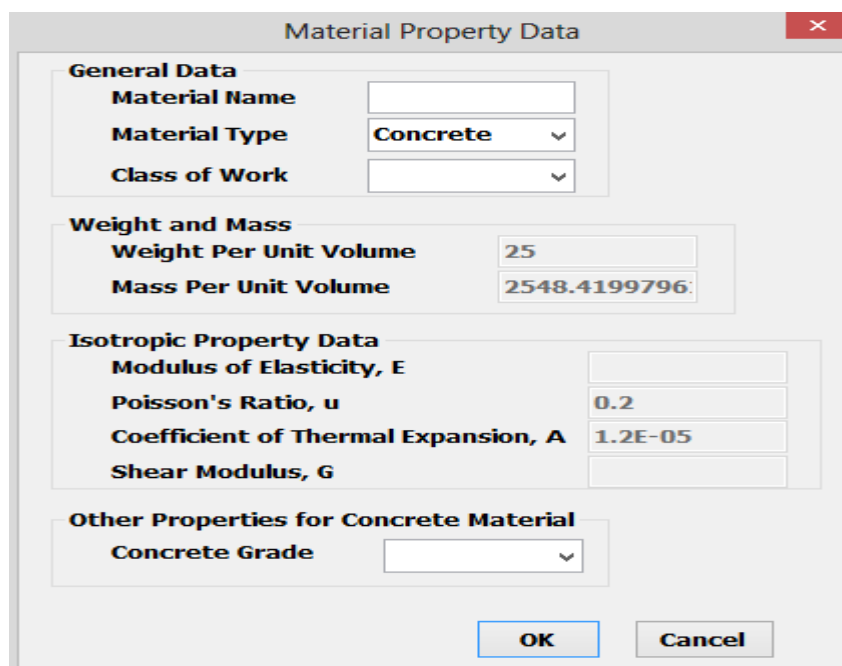 Material Property Data
General Data
Material Name
Material Type Concrete
Class of Work
Weight and Mass
Weight Per Unit Volume 25
Mass Per Unit Volume 2548.4199796
Isotropic Property Data
Modulus of Elasticity, E
Poisson's Ratio, u 0.2
Coefficient of Thermal Expansion, A 1.2E-05
Shear Modulus, G
Other Properties for Concrete Material
Concrete Grade
OK Cancel